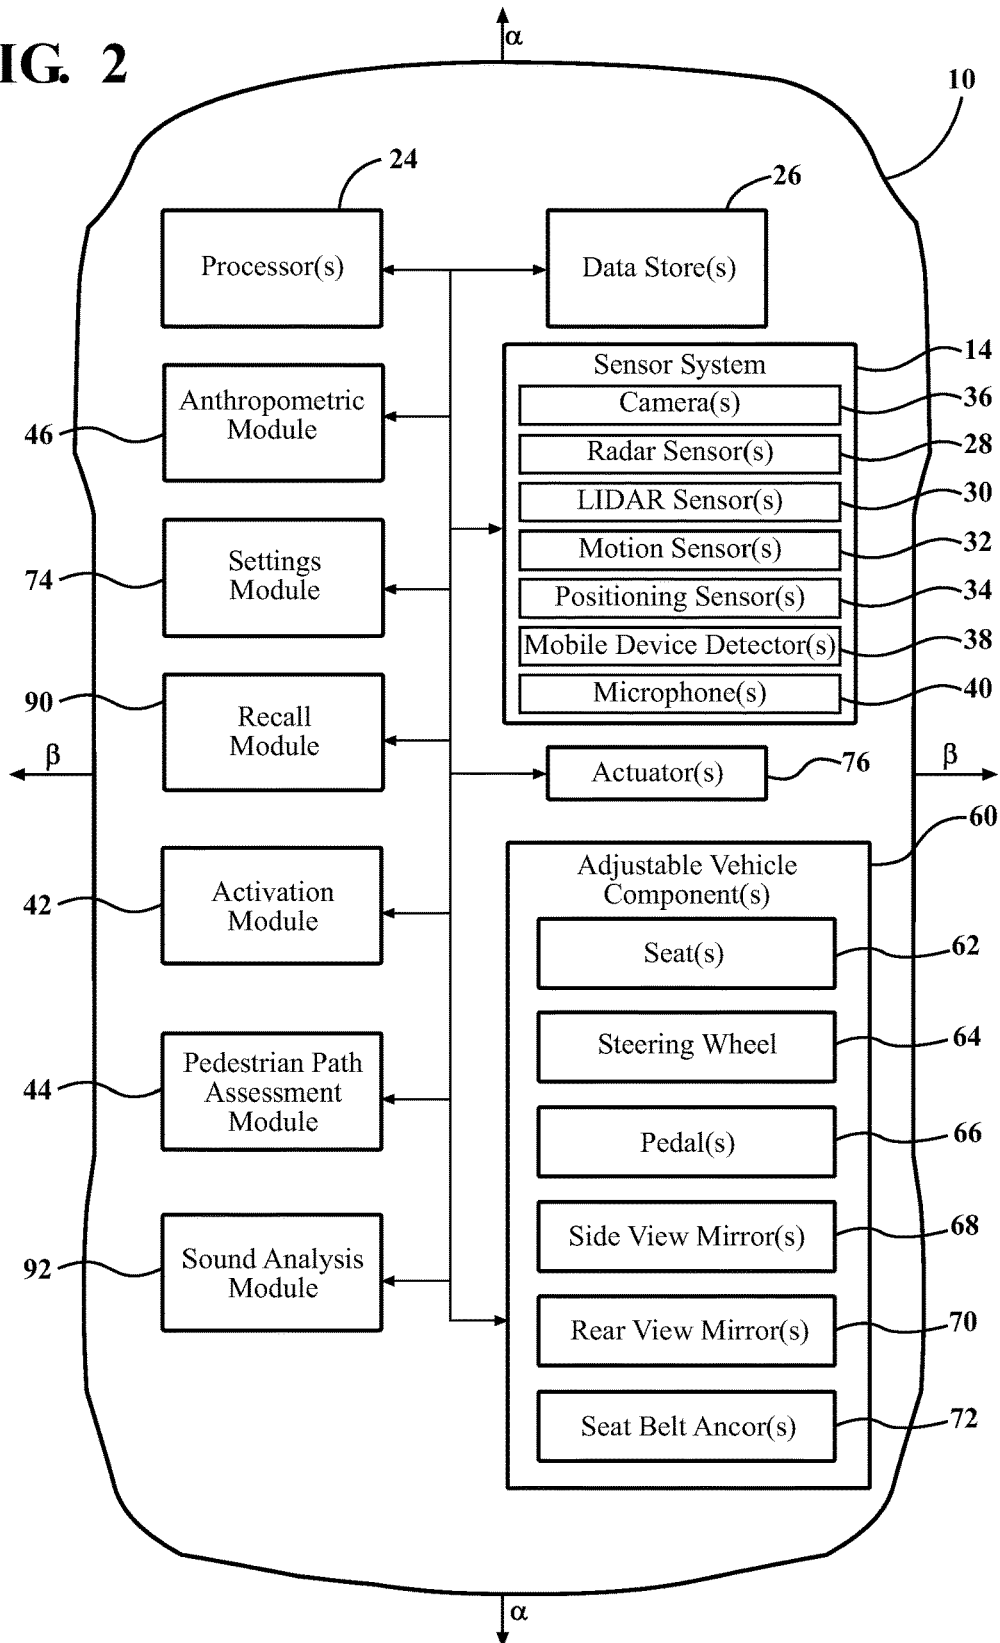 IG. 2
α
10
24
26
Processor(s)
Data Store(s)
Sensor System
14
Camera(s)
36
Radar Sensor(s)
28
LIDAR Sensor(s)
30
Motion Sensor(s)
32
Positioning Sensor(s)
34
Mobile Device Detector(s)
38
Microphone(s)
40
Anthropometric
Module
46
Settings
Module
74
Recall
Module
90
β
Actuator(s)
76
β
60
Activation
Module
42
Adjustable Vehicle
Component(s)
Seat(s)
62
Steering Wheel
64
Pedal(s)
66
Side View Mirror(s)
68
Rear View Mirror(s)
70
Seat Belt Ancor(s)
72
Pedestrian Path
Assessment
Module
44
Sound Analysis
Module
92
α